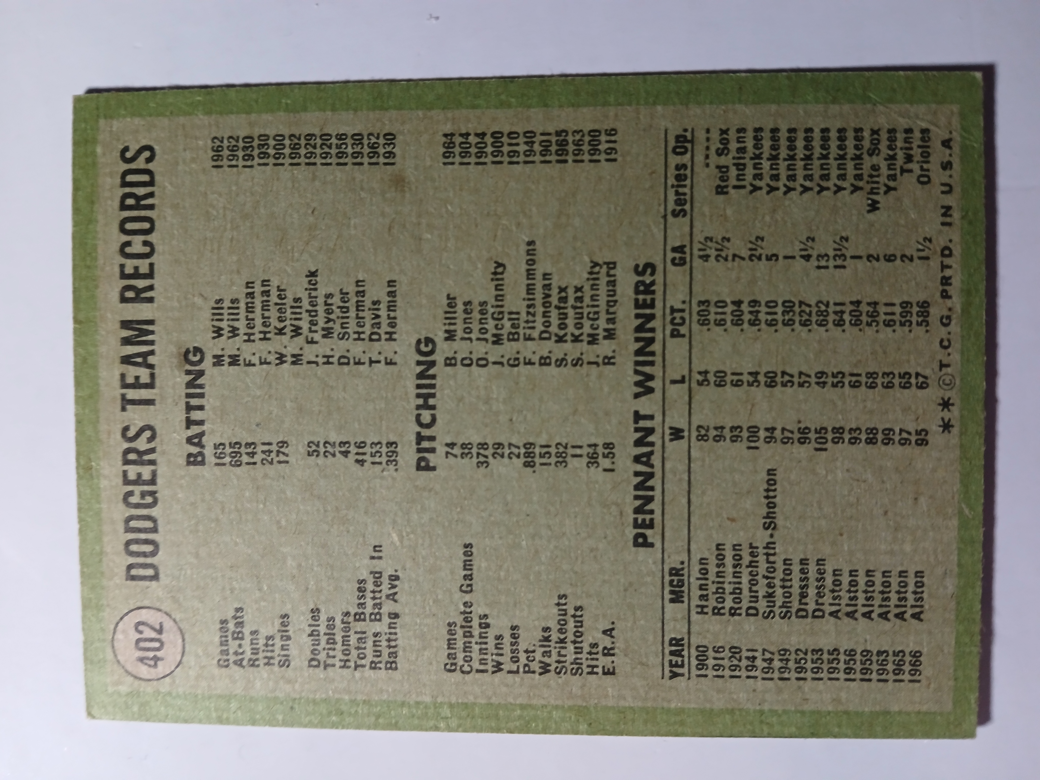 402 DODGERS TEAM RECORDS
BATTING
Games 165 M. Wills 1962
At-Bats 695 M. Wills 1962
Runs 143 F. Herman 1930
Hits 241 F. Herman 1930
Singles 179 W. Keeler 1900
M. Wills 1962
Doubles 52 J. Frederick 1929
Triples 22 H. Myers 1920
Homers 43 D. Snider 1956
Total Bases 416 F. Herman 1930
Runs Batted In 153 T. Davis 1962
Batting Avg. .393 F. Herman 1930
PITCHING
Games 74 B. Miller 1964
Complete Games 38 O. Jones 1904
Innings 378 O. Jones 1904
Wins 29 J. McGinnity 1900
Losses 27 G. Bell 1910
Pct. .889 F. Fitzsimmons 1940
Walks 151 B. Donovan 1901
Strikeouts 382 S. Koufax 1965
Shutouts 11 S. Koufax 1963
Hits 364 J. McGinnity 1900
E.R.A. 1.58 R. Marquard 1916
PENNANT WINNERS
YEAR MGR. W L PCT. GA Series Op.
1900 Hanlon 82 54 .603 4½ -----
1916 Robinson 94 60 .610 2½ Red Sox
1920 Robinson 93 61 .604 7 Indians
1941 Durocher 100 54 .649 2½ Yankees
1947 Sukeforth-Shotton 94 60 .610 5 Yankees
1949 Shotton 97 57 .630 1 Yankees
1952 Dressen 96 57 .627 4½ Yankees
1953 Dressen 105 49 .682 13 Yankees
1955 Alston 98 55 .641 13½ Yankees
1956 Alston 93 61 .604 1 Yankees
1959 Alston 88 68 .564 2 White Sox
1963 Alston 99 63 .611 6 Yankees
1965 Alston 97 65 .599 2 Twins
1966 Alston 95 67 .586 1½ Orioles
**©T.C.G. PRTD. IN U.S.A.